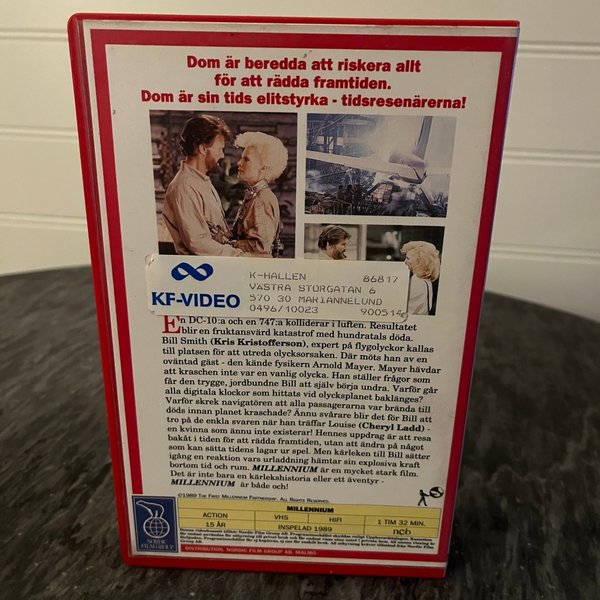 Dom är beredda att riskera allt
för att rädda framtiden.
Dom är sin tids elitstyrka - tidsresenärerna!
KF-VIDEO
K-HALLEN 86817
VÄSTRA STORGATAN 6
570 30 MARIANNELUND
0496/10023 900514
En DC-10:a och en 747:a kolliderar i luften. Resultatet
blir en fruktansvärd katastrof med hundratals döda.
Bill Smith (Kris Kristofferson), expert på flygolyckor kallas
till platsen för att utreda olycksorsaken. Där möts han av en
oväntad gäst - den kände fysikern Arnold Mayer. Mayer hävdar
att kraschen inte var en vanlig olycka. Han ställer frågor som
får den trygge, jordbundne Bill att själv börja undra. Varför går
alla digitala klockor som hittats vid olycksplatsen baklänges?
Varför skrek navigatören att alla passagerarna var brända till
döds innan planet kraschade? Ännu svårare blir det för Bill att
tro på de enkla svaren när han träffar Louise (Cheryl Ladd) -
en kvinna som ännu inte existerar! Hennes uppdrag är att resa
bakåt i tiden för att rädda framtiden, utan att ändra på något
som kan sätta tidens lagar ur spel. Men kärleken till Bill sätter
igång en reaktion vars urladdning hämtar sin explosiva kraft
bortom tid och rum. MILLENNIUM är en mycket stark film.
Det är inte bara en kärlekshistoria eller ett äventyr -
MILLENNIUM är både och!
©1989 THE FIRST MILLENNIUM PARTNERSHIP. ALL RIGHTS RESERVED.
MILLENNIUM
ACTION VHS HIFI 1 TIM 32 MIN.
15 ÅR INSPELAD 1989 ncb
NORDIC
FILM GROUP
DISTRIBUTION: NORDIC FILM GROUP AB, MALMÖ.